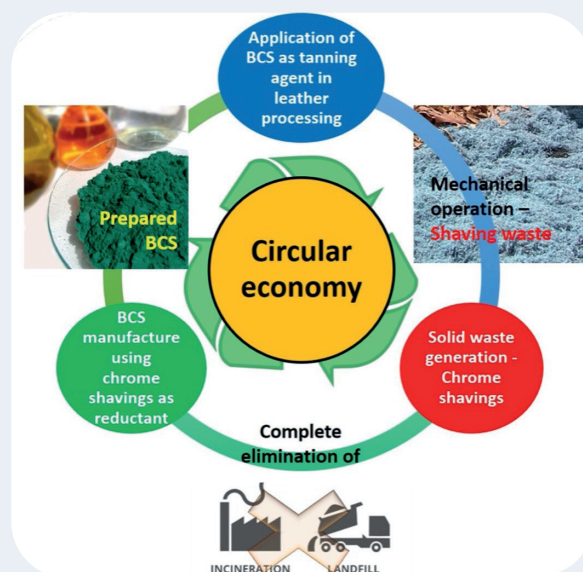 Application of
BCS as tanning
agent in
leather
processing
Prepared
BCS
Mechanical
operation –
Shaving waste
Circular
economy
BCS
manufacture
using
chrome
shavings as
reductant
Solid waste
generation -
Chrome
shavings
Complete
elimination of
INCINERATION LANDFILL